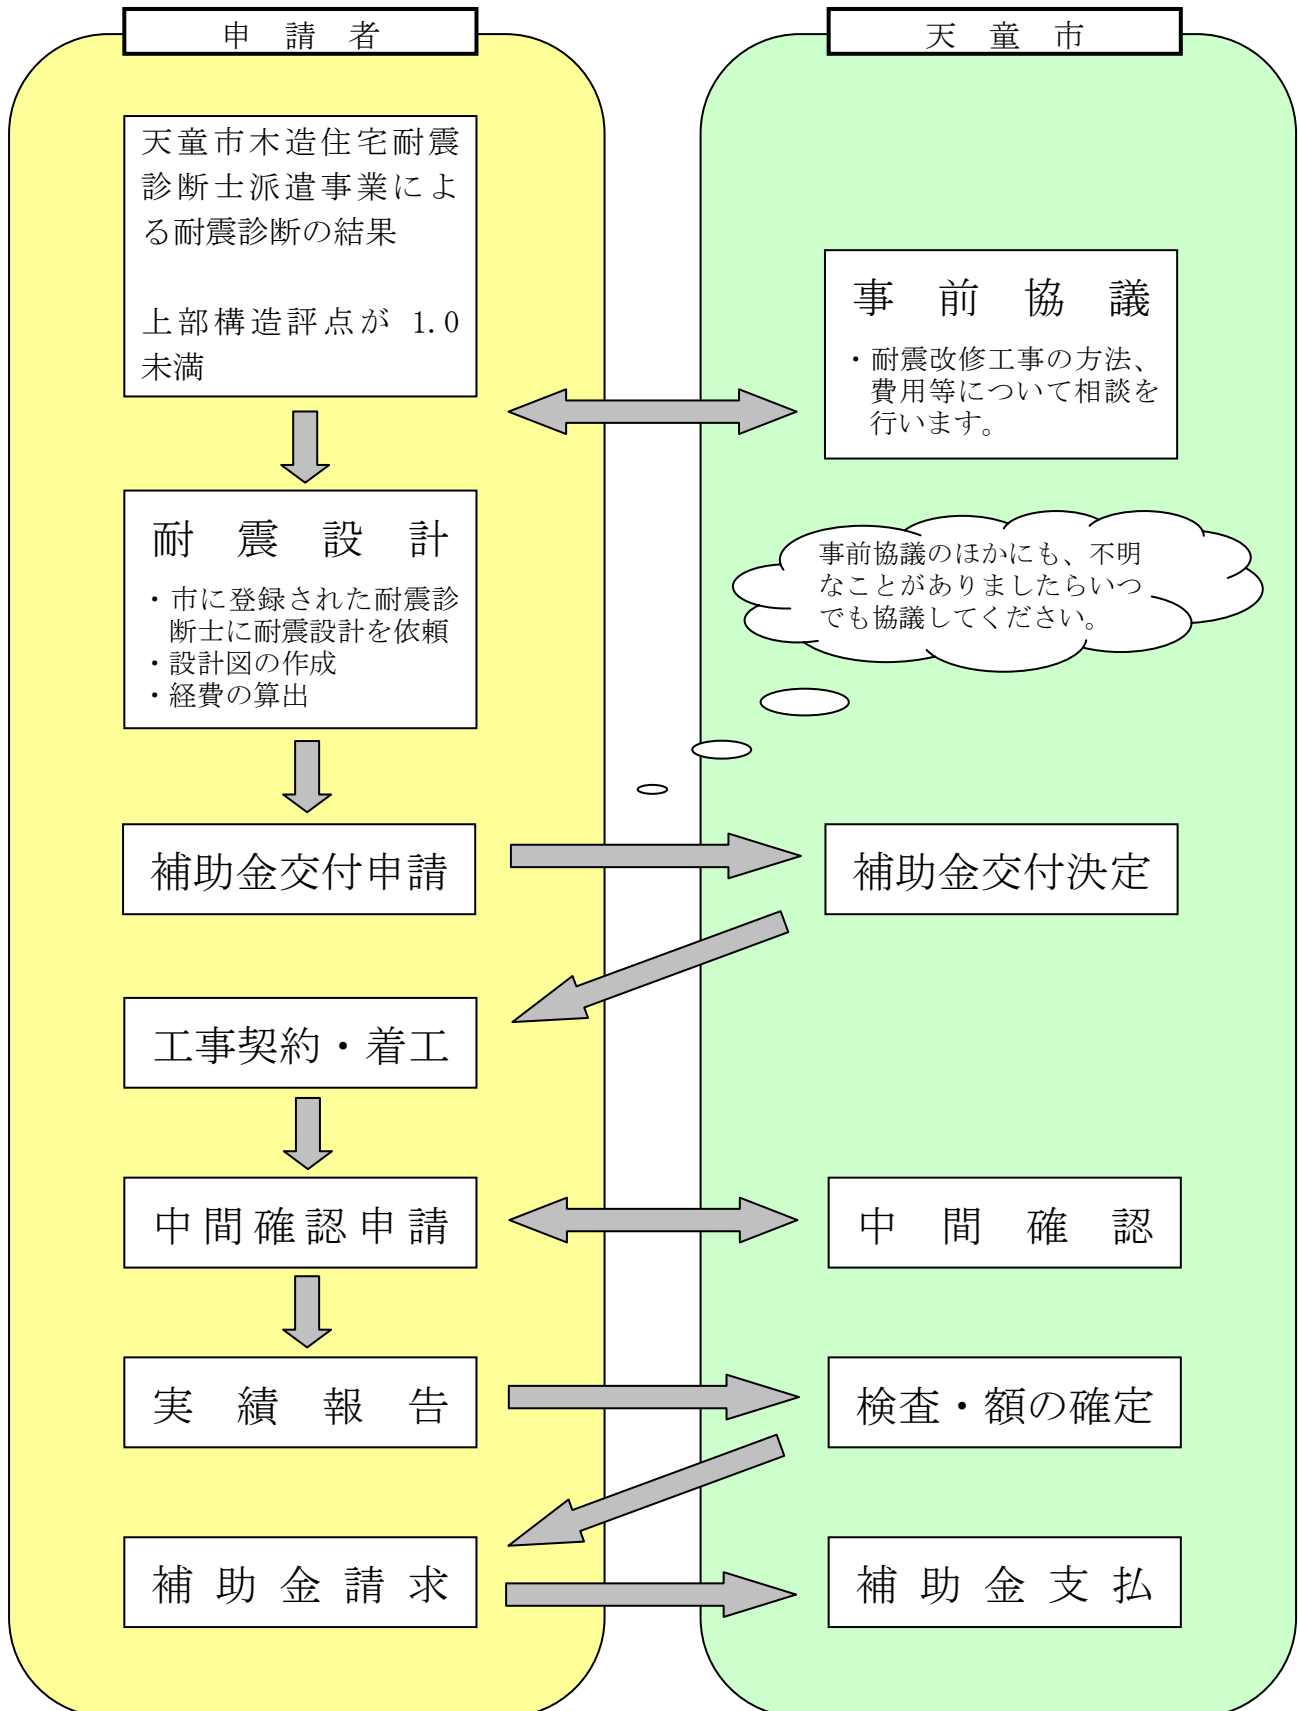 申請者
天童市
天童市木造住宅耐震
診断士派遣事業によ
る耐震診断の結果
上部構造評点が 1.0
未満
事前協議
・耐震改修工事の方法、
費用等について相談を
行います。
耐震設計
・市に登録された耐震診
断士に耐震設計を依頼
・設計図の作成
・経費の算出
事前協議のほかにも、不明
なことがありましたらいつ
でも協議してください。
補助金交付申請
補助金交付決定
工事契約・着工
中間確認申請
中間確認
実績報告
検査・額の確定
補助金請求
補助金支払